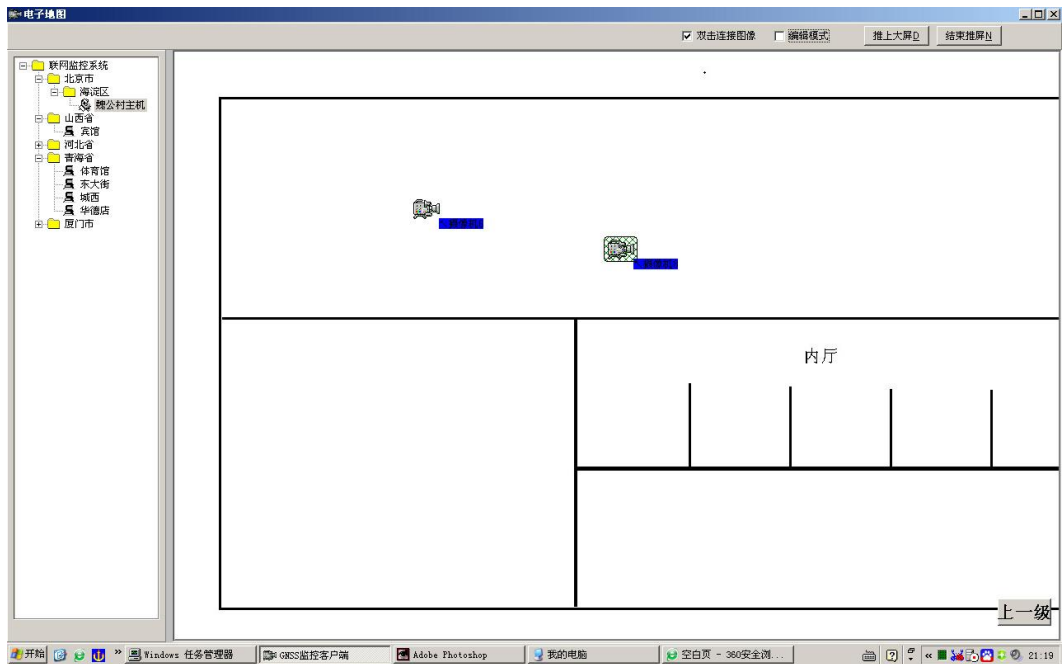 电子地图
双击连接图像 编辑模式 推上大屏D 结束推屏N
联网监控系统
北京市
海淀区
魏公村主机
山西省
宾馆
河北省
青海省
体育馆
东大街
城西
华德店
厦门市
内厅
上一级
开始 » Windows 任务管理器 GNSS监控客户端 Adobe Photoshop 我的电脑 空白页 - 360安全浏... « 21:19